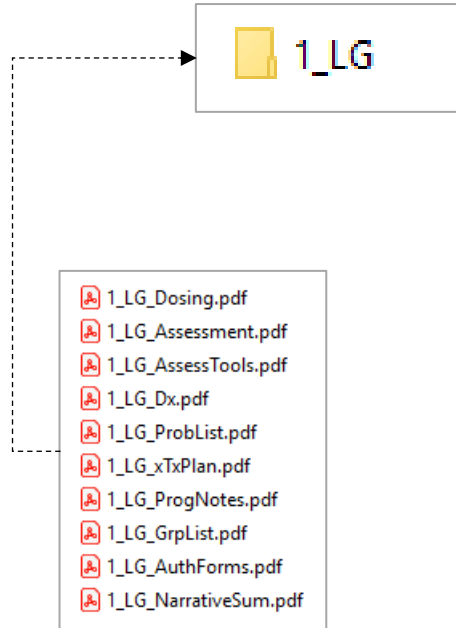 1_LG
1_LG_Dosing.pdf
1_LG_Assessment.pdf
1_LG_AssessTools.pdf
1_LG_Dx.pdf
1_LG_ProbList.pdf
1_LG_xTxPlan.pdf
1_LG_ProgNotes.pdf
1_LG_GrpList.pdf
1_LG_AuthForms.pdf
1_LG_NarrativeSum.pdf